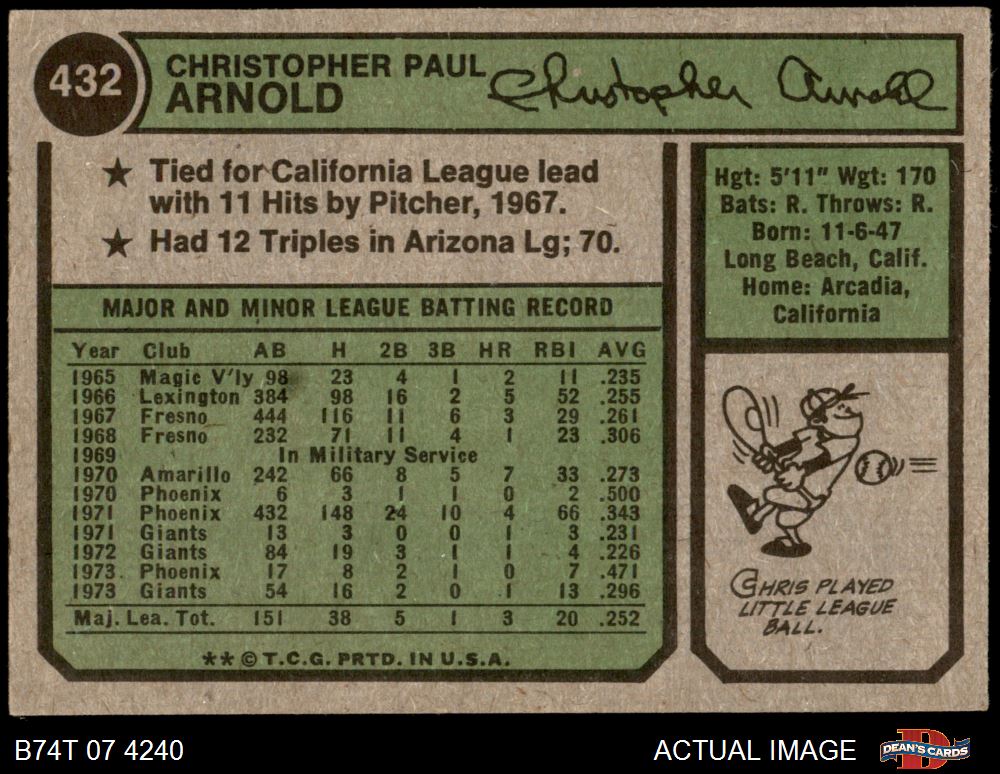 432
CHRISTOPHER PAUL
ARNOLD
Christopher Arnold
★ Tied for California League lead
with 11 Hits by Pitcher, 1967.
★ Had 12 Triples in Arizona Lg; 70.
MAJOR AND MINOR LEAGUE BATTING RECORD
Year Club AB H 2B 3B HR RBI AVG
1965 Magic V'ly 98 23 4 1 2 11 .235
1966 Lexington 384 98 16 2 5 52 .255
1967 Fresno 444 116 11 6 3 29 .261
1968 Fresno 232 71 11 4 1 23 .306
1969 In Military Service
1970 Amarillo 242 66 8 5 7 33 .273
1970 Phoenix 6 3 1 1 0 2 .500
1971 Phoenix 432 148 24 10 4 66 .343
1971 Giants 13 3 0 0 1 3 .231
1972 Giants 84 19 3 1 1 4 .226
1973 Phoenix 17 8 2 1 0 7 .471
1973 Giants 54 16 2 0 1 13 .296
Maj. Lea. Tot. 151 38 5 1 3 20 .252
** © T.C.G. PRTD. IN U.S.A.
Hgt: 5'11" Wgt: 170
Bats: R. Throws: R.
Born: 11-6-47
Long Beach, Calif.
Home: Arcadia,
California
CHRIS PLAYED
LITTLE LEAGUE
BALL.
B74T 07 4240
ACTUAL IMAGE
DEAN'S CARDS